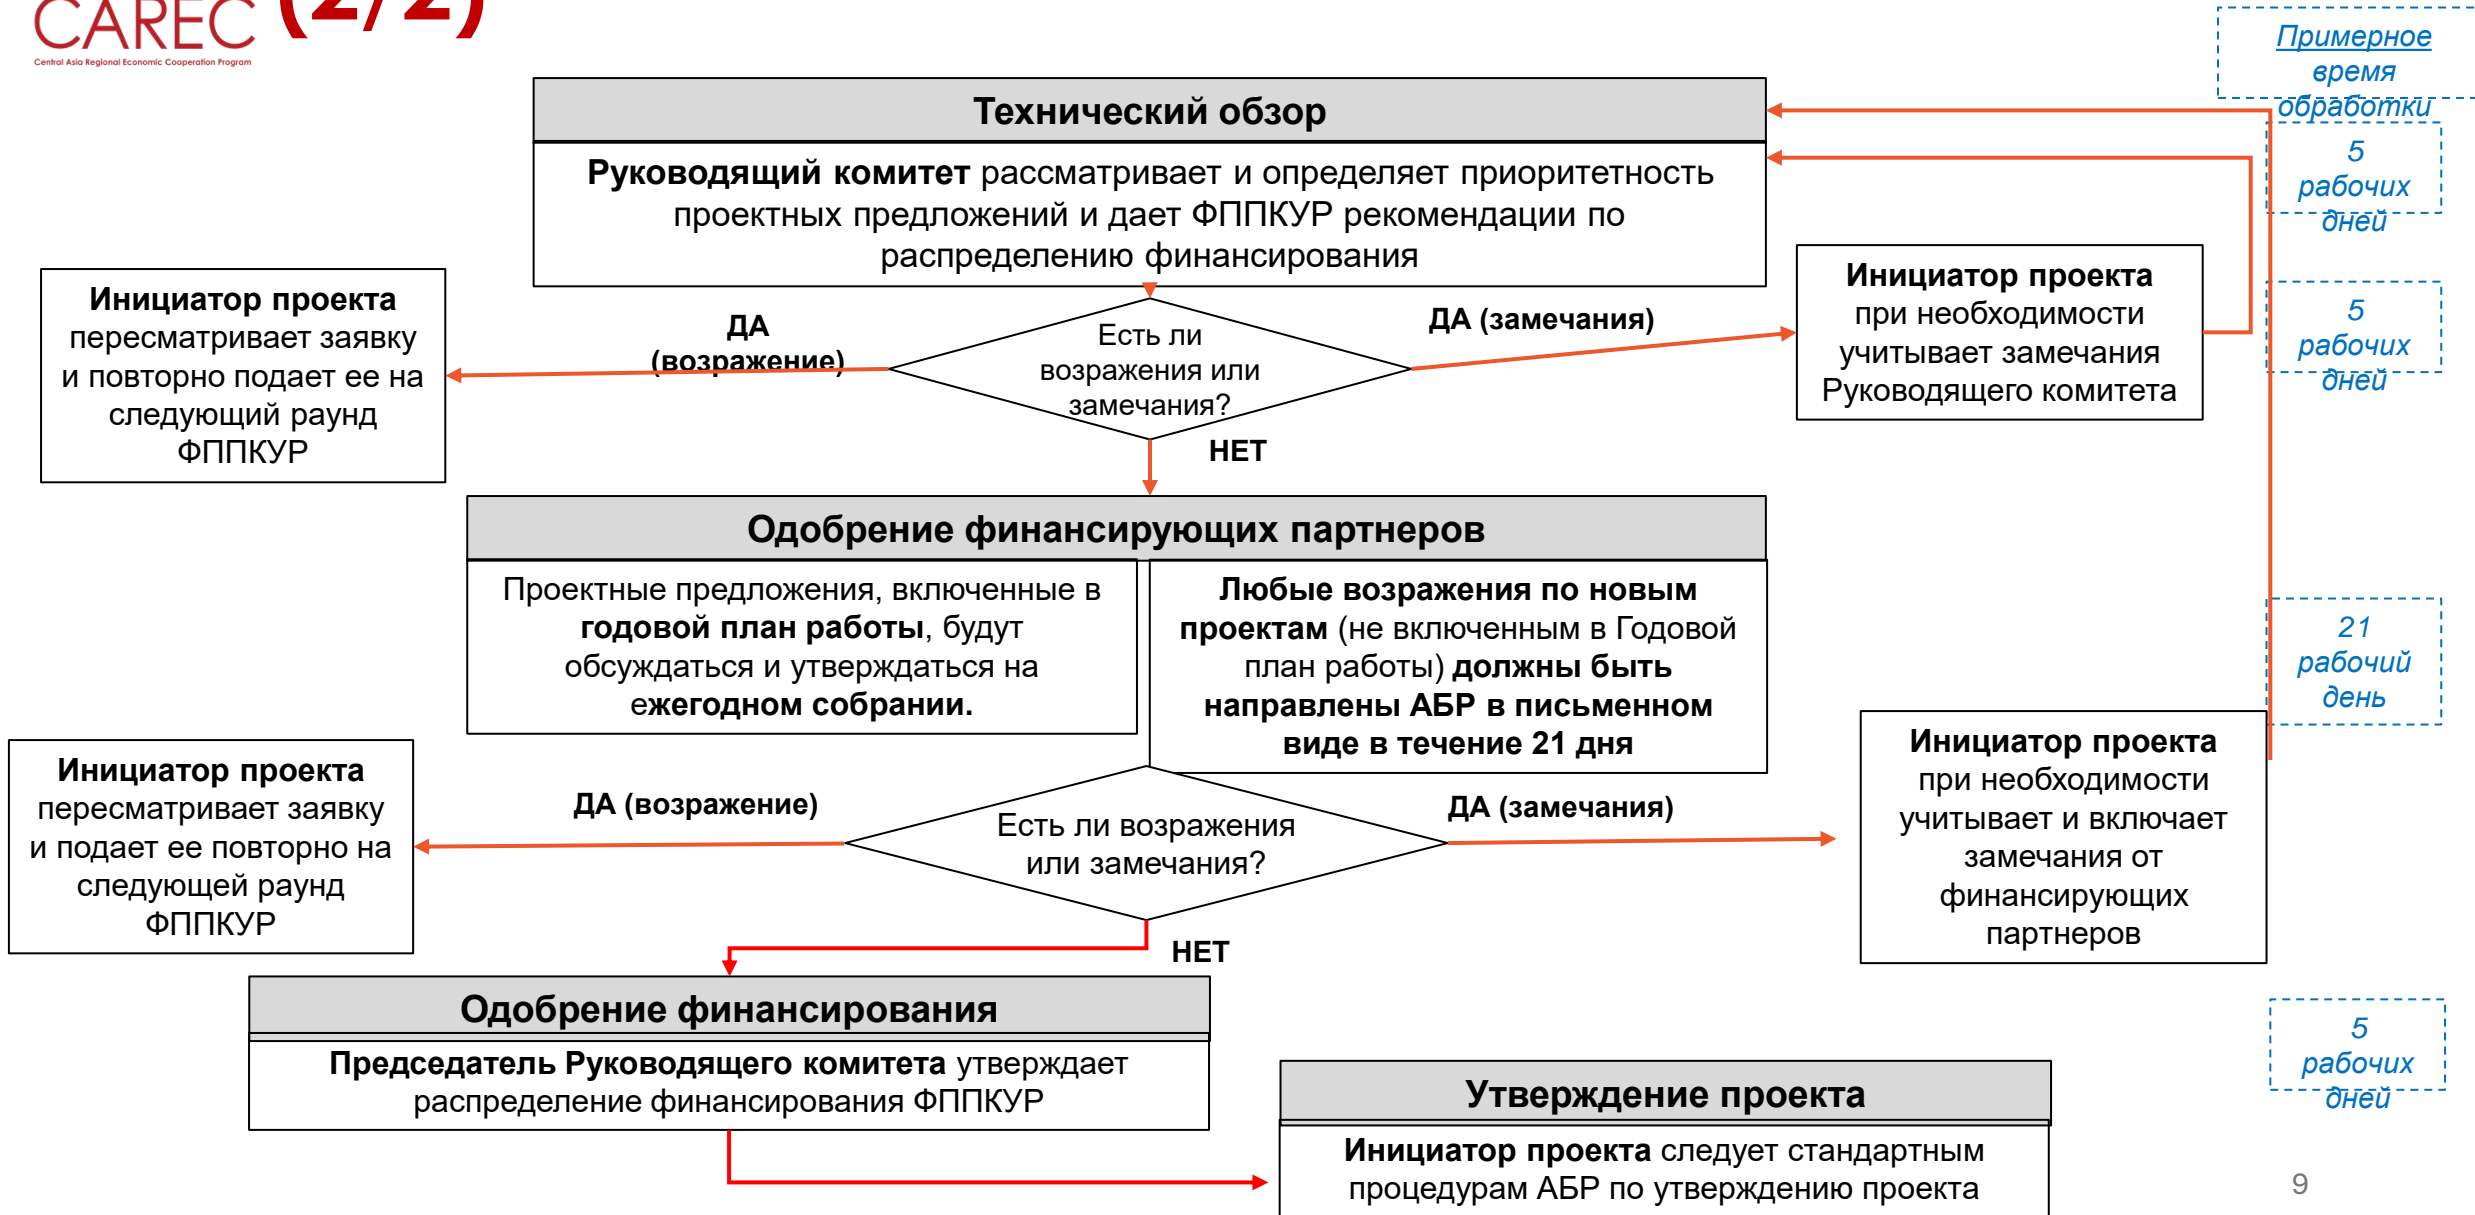 CAREC
Central Asia Regional Economic Cooperation Program
(2/2)
Примерное
время
обработки
Технический обзор
Руководящий комитет рассматривает и определяет приоритетность
проектных предложений и дает ФППКУР рекомендации по
распределению финансирования
5
рабочих
дней
Инициатор проекта
пересматривает заявку
и повторно подает ее на
следующий раунд
ФППКУР
ДА
(возражение)
Есть ли
возражения или
замечания?
ДА (замечания)
Инициатор проекта
при необходимости
учитывает замечания
Руководящего комитета
5
рабочих
дней
НЕТ
Одобрение финансирующих партнеров
Проектные предложения, включенные в
годовой план работы, будут
обсуждаться и утверждаться на
ежегодном собрании.
Любые возражения по новым
проектам (не включенным в Годовой
план работы) должны быть
направлены АБР в письменном
виде в течение 21 дня
21
рабочий
день
Инициатор проекта
пересматривает заявку
и подает ее повторно на
следующей раунд
ФППКУР
ДА (возражение)
Есть ли возражения
или замечания?
ДА (замечания)
Инициатор проекта
при необходимости
учитывает и включает
замечания от
финансирующих
партнеров
НЕТ
Одобрение финансирования
Председатель Руководящего комитета утверждает
распределение финансирования ФППКУР
5
рабочих
дней
Утверждение проекта
Инициатор проекта следует стандартным
процедурам АБР по утверждению проекта
9